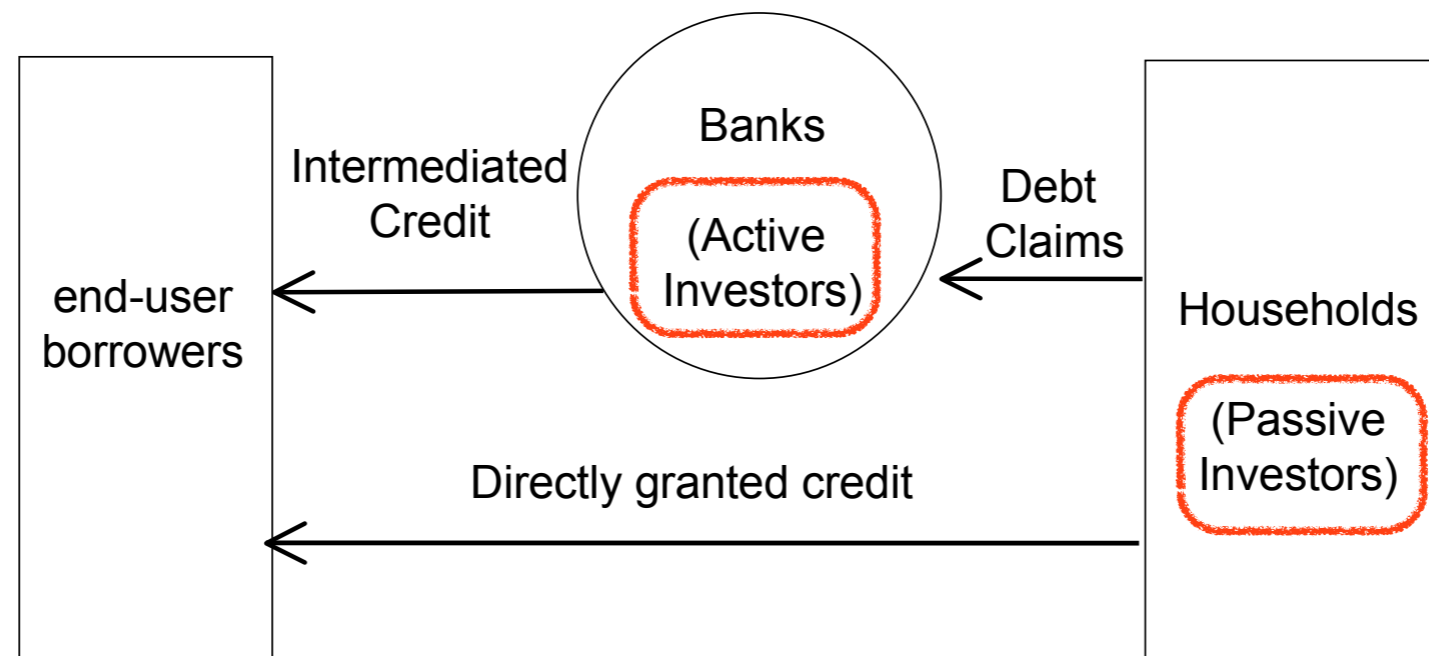 Banks
Intermediated
Credit
(Active
Investors)
Debt
Claims
end-user
borrowers
Households
(Passive
Investors)
Directly granted credit